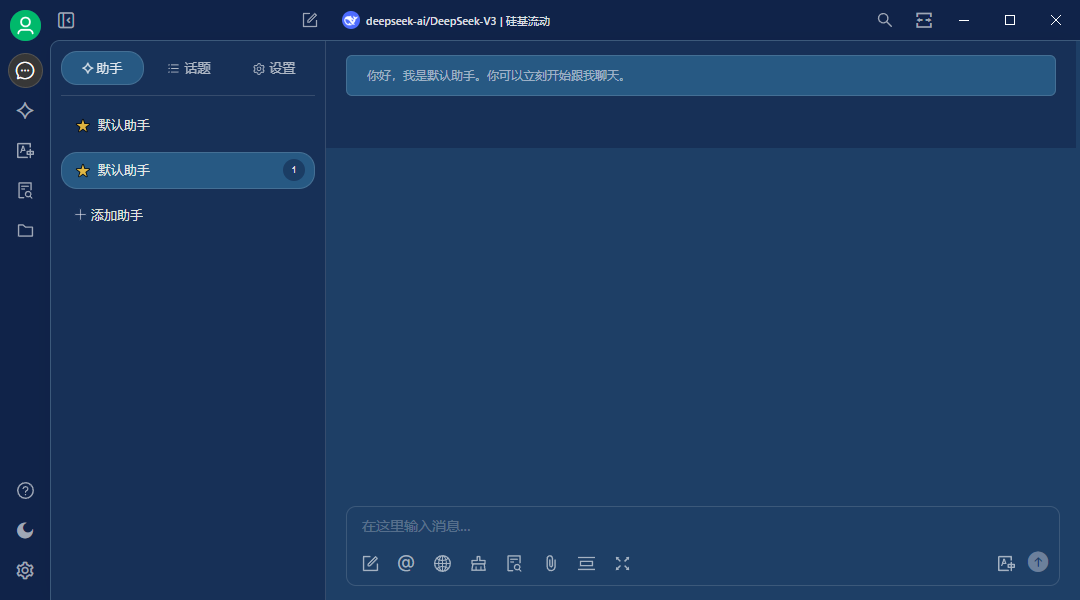 deepseek-ai/DeepSeek-V3 | 硅基流动
助手
话题
设置
你好，我是默认助手。你可以立刻开始跟我聊天。
默认助手
默认助手
1
添加助手
在这里输入消息...